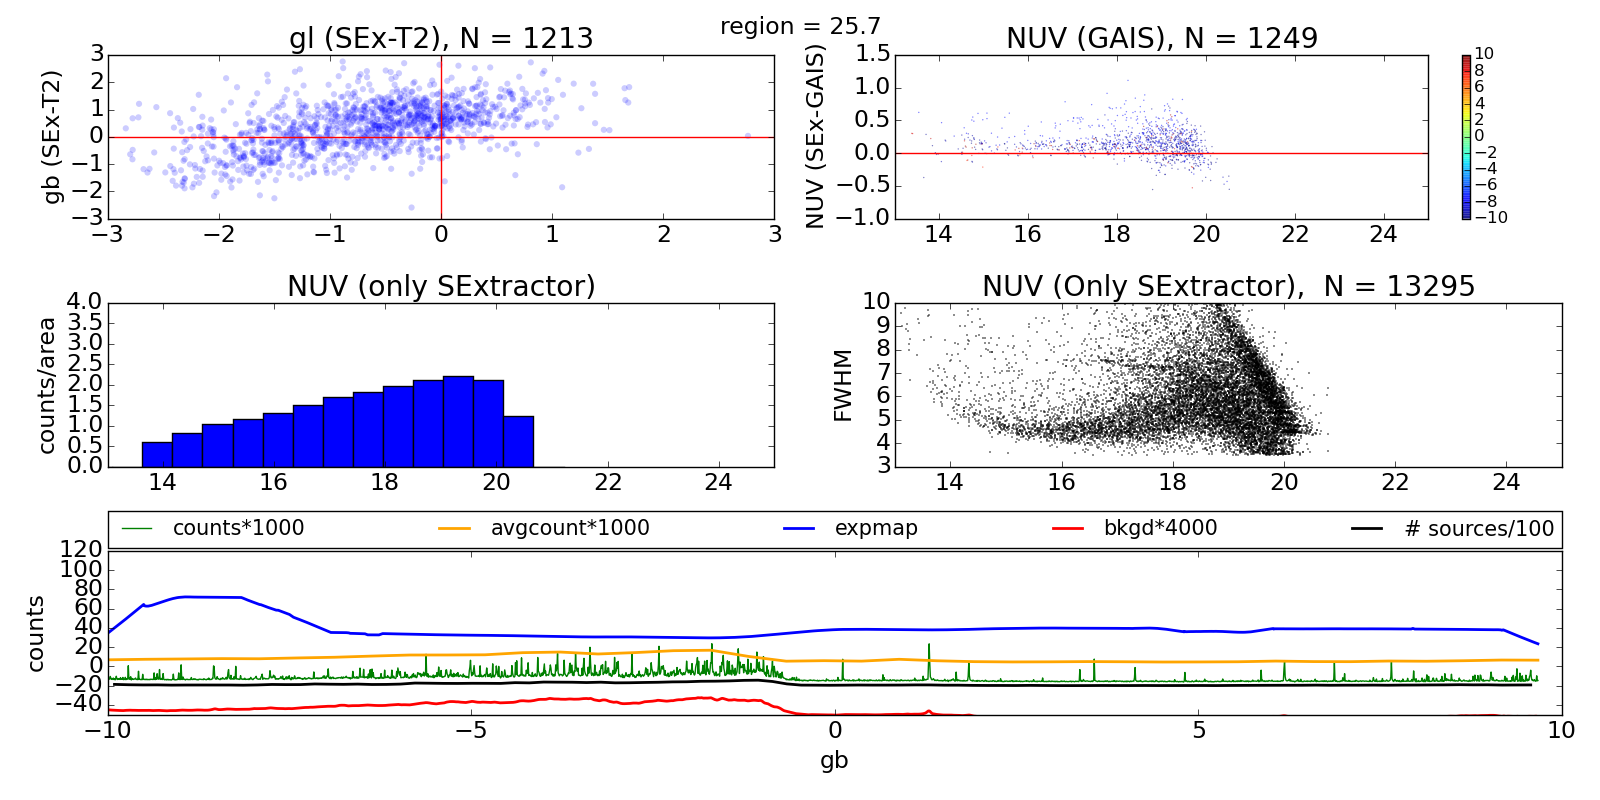 region = 25.7
gl (SEx-T2), N = 1213
gb (SEx-T2)
3
2
1
0
−1
−2
−3
−3 −2 −1 0 1 2 3
NUV (GAIS), N = 1249
NUV (SEx-GAIS)
1.5
1.0
0.5
0.0
−0.5
−1.0
14 16 18 20 22 24
10
8
6
4
2
0
−2
−4
−6
−8
−10
NUV (only SExtractor)
counts/area
4.0
3.5
3.0
2.5
2.0
1.5
1.0
0.5
0.0
14 16 18 20 22 24
NUV (Only SExtractor), N = 13295
FWHM
10
9
8
7
6
5
4
3
14 16 18 20 22 24
counts*1000 avgcount*1000 expmap bkgd*4000 # sources/100
counts
120
100
80
60
40
20
0
−20
−40
−10 −5 0 5 10
gb